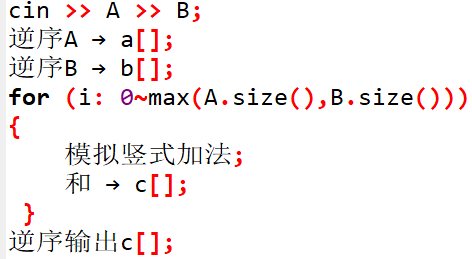 cin >> A >> B;
逆序A → a[];
逆序B → b[];
for (i: 0~max(A.size(),B.size()))
{
模拟竖式加法;
和 → c[];
}
逆序输出c[];